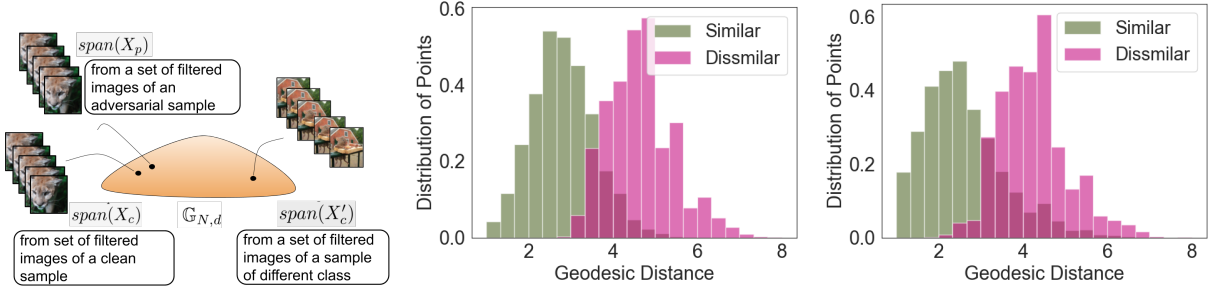 span(X_p)
from a set of filtered
images of an
adversarial sample
span(X_c)
𝔾_{N,d}
span(X'_c)
from set of filtered
images of a clean
sample
from a set of filtered
images of a sample
of different class
0.6
0.4
0.2
0.0
Distribution of Points
Similar
Dissmilar
2 4 6 8
Geodesic Distance
0.6
0.4
0.2
0.0
Distribution of Points
Similar
Dissmilar
2 4 6 8
Geodesic Distance